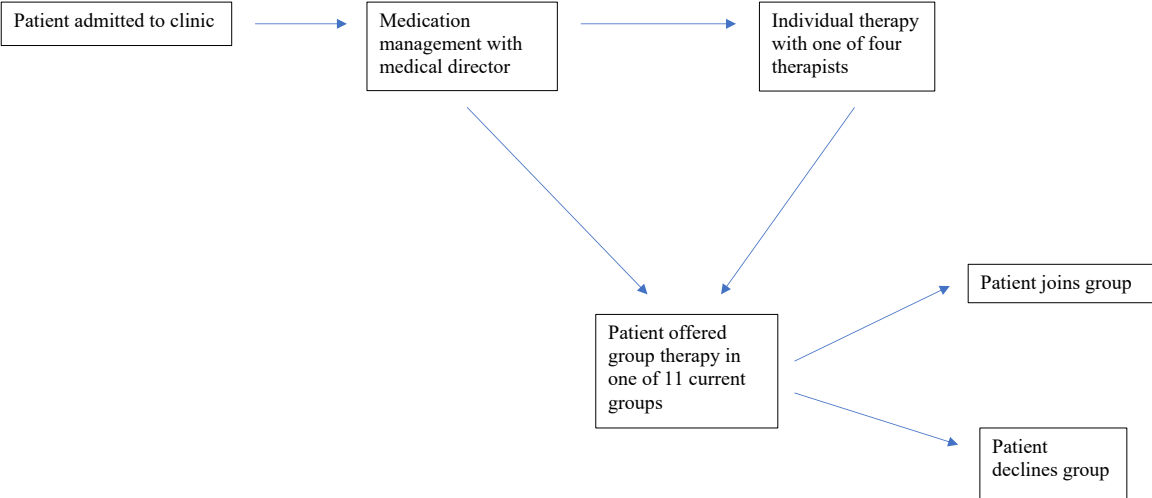 Patient admitted to clinic
Medication
management with
medical director
Individual therapy
with one of four
therapists
Patient offered
group therapy in
one of 11 current
groups
Patient joins group
Patient
declines group